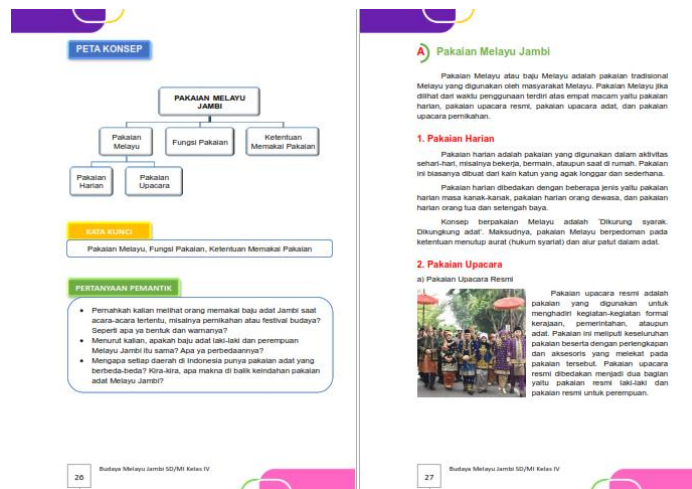 PETA KONSEP
PAKAIAN MELAYU
JAMBI
Pakaian
Melayu
Fungsi Pakaian
Ketentuan
Memakai Pakaian
Pakaian
Harian
Pakaian
Upacara
KATA KUNCI
Pakaian Melayu, Fungsi Pakaian, Ketentuan Memakai Pakaian
PERTANYAAN PEMANTIK
• Pernahkah kalian melihat orang memakai baju adat Jambi saat
acara-acara tertentu, misalnya pernikahan atau festival budaya?
Seperti apa ya bentuk dan warnanya?
• Menurut kalian, apakah baju adat laki-laki dan perempuan
Melayu Jambi itu sama? Apa ya perbedaannya?
• Mengapa setiap daerah di Indonesia punya pakaian adat yang
berbeda-beda? Kira-kira, apa makna di balik keindahan pakaian
adat Melayu Jambi?
26
Budaya Melayu Jambi SD/MI Kelas IV
A) Pakaian Melayu Jambi
Pakaian Melayu atau baju Melayu adalah pakaian tradisional
Melayu yang digunakan oleh masyarakat Melayu. Pakaian Melayu jika
dilihat dari waktu penggunaan terdiri atas empat macam yaitu pakaian
harian, pakaian upacara resmi, pakaian upacara adat, dan pakaian
upacara pernikahan.
1. Pakaian Harian
Pakaian harian adalah pakaian yang digunakan dalam aktivitas
sehari-hari, misalnya bekerja, bermain, ataupun saat di rumah. Pakaian
ini biasanya dibuat dari kain katun yang agak longgar dan sederhana.
Pakaian harian dibedakan dengan beberapa jenis yaitu pakaian
harian masa kanak-kanak, pakaian harian orang dewasa, dan pakaian
harian orang tua dan setengah baya.
Konsep berpakaian Melayu adalah 'Dikurung syarak.
Dikungkung adat'. Maksudnya, pakaian Melayu berpedoman pada
ketentuan menutup aurat (hukum syariat) dan alur patut dalam adat.
2. Pakaian Upacara
a) Pakaian Upacara Resmi
Pakaian upacara resmi adalah
pakaian yang digunakan untuk
menghadiri kegiatan-kegiatan formal
kerajaan, pemerintahan, ataupun
adat. Pakaian ini meliputi keseluruhan
pakaian beserta dengan perlengkapan
dan aksesoris yang melekat pada
pakaian tersebut. Pakaian upacara
resmi dibedakan menjadi dua bagian
yaitu pakaian resmi laki-laki dan
pakaian resmi untuk perempuan.
27
Budaya Melayu Jambi SD/MI Kelas IV